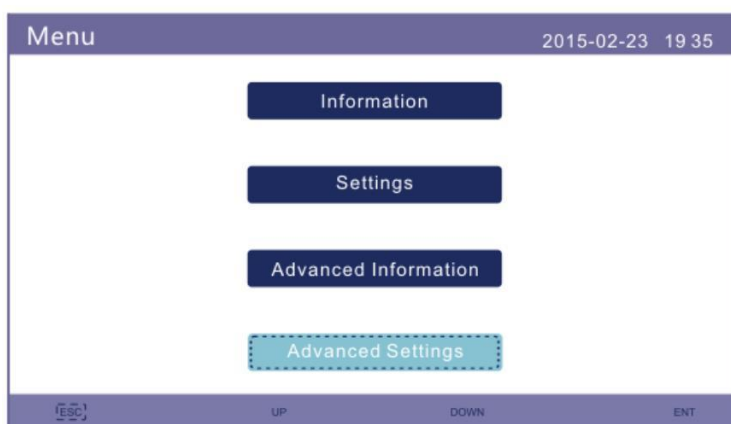 Menu 2015-02-23 19 35
Information
Settings
Advanced Information
Advanced Settings
ESC UP DOWN ENT